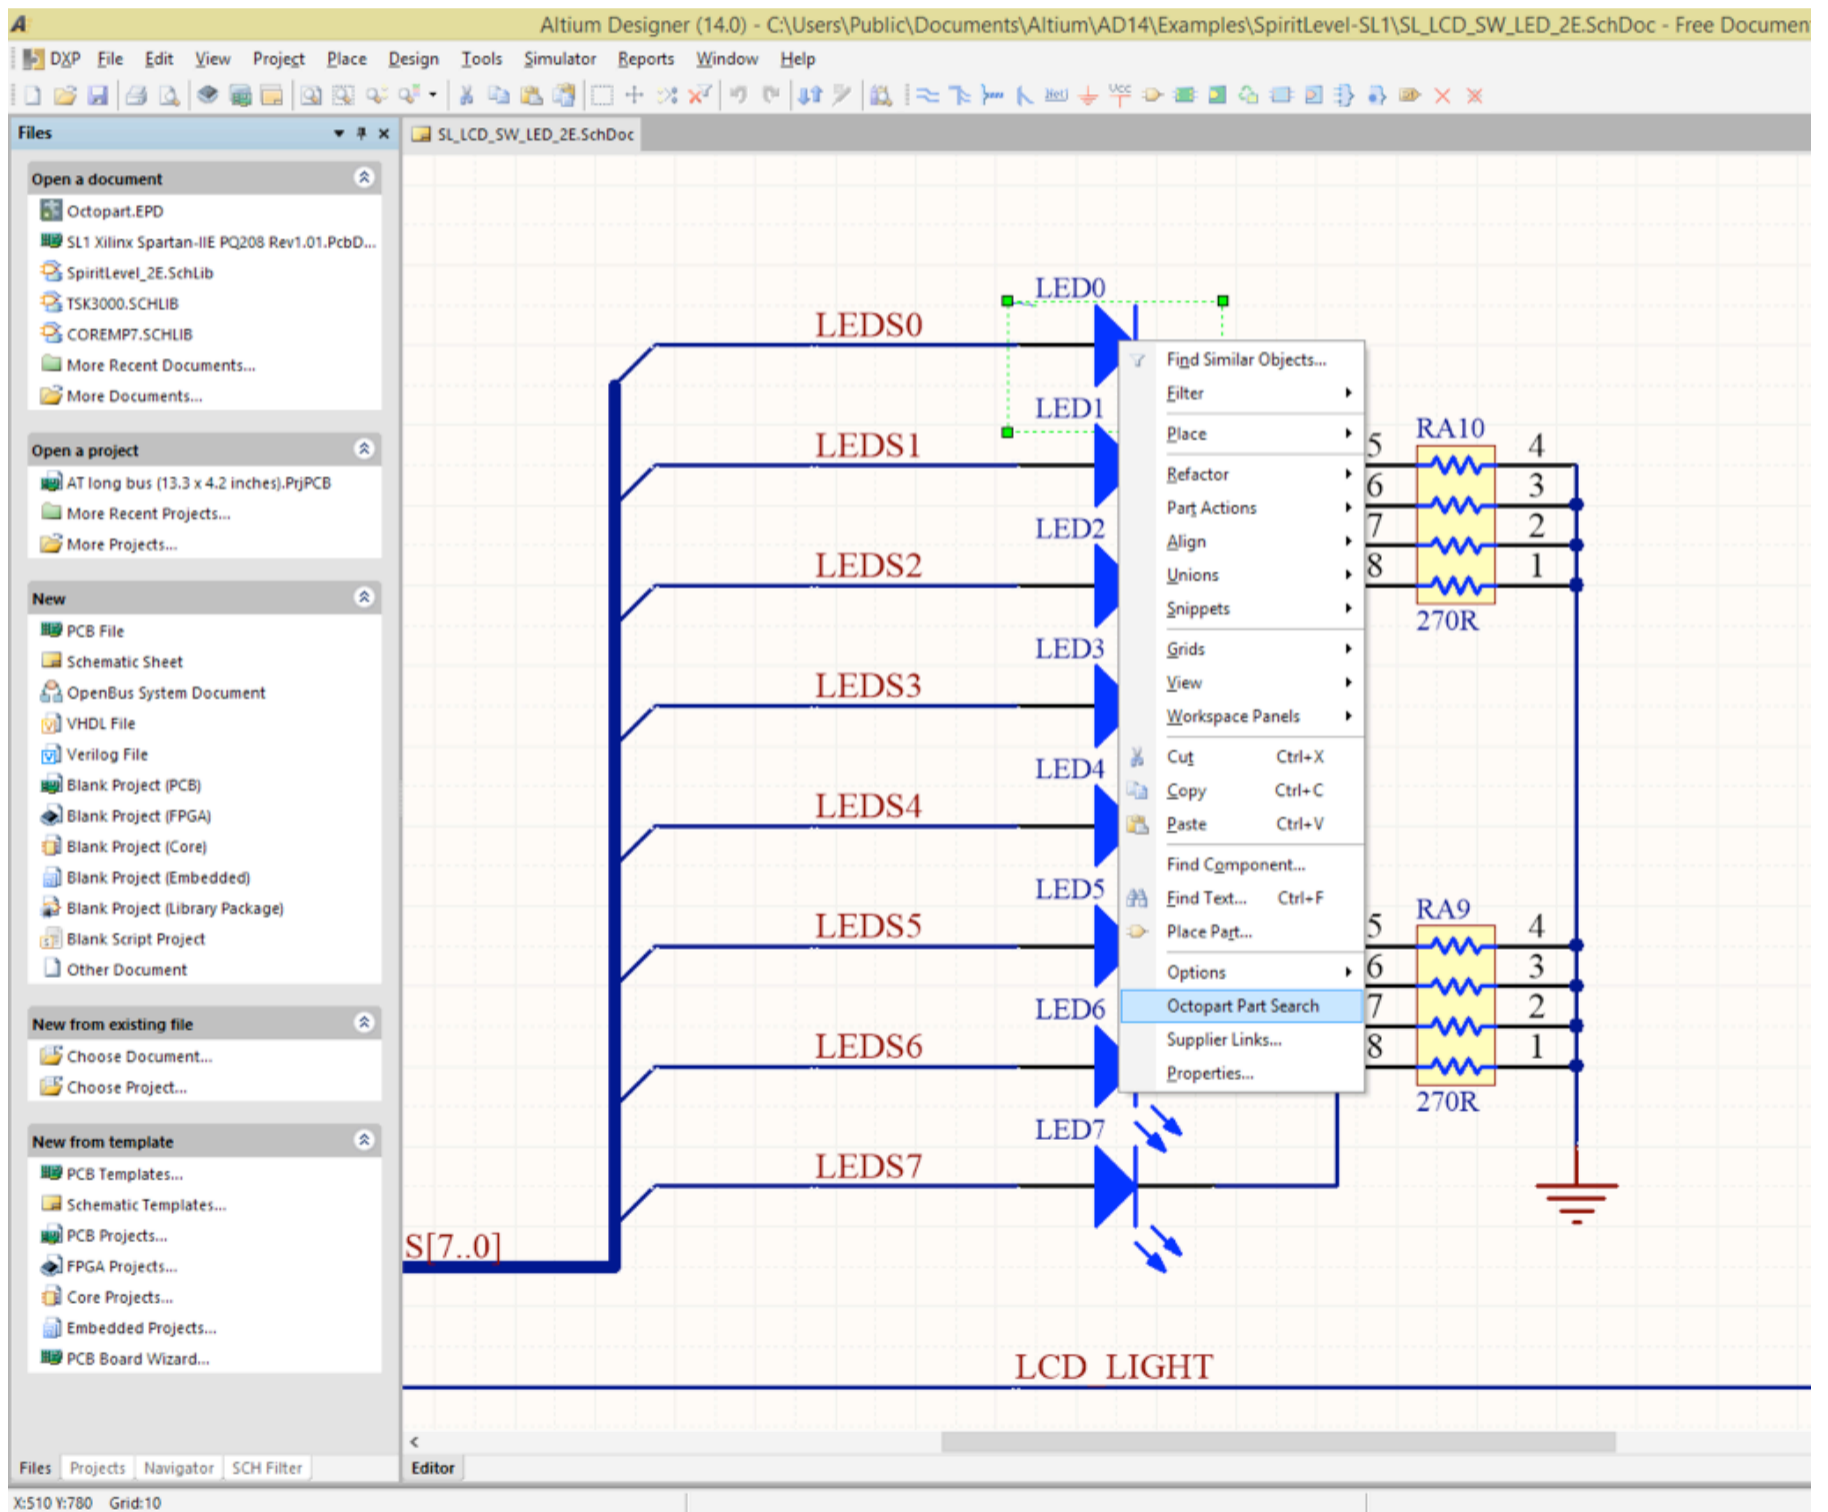 Altium Designer (14.0) - C:\Users\Public\Documents\Altium\AD14\Examples\SpiritLevel-SL1\SL_LCD_SW_LED_2E.SchDoc - Free Documen
DXP File Edit View Project Place Design Tools Simulator Reports Window Help
Files
SL_LCD_SW_LED_2E.SchDoc
Open a document
Octopart.EPD
SL1 Xilinx Spartan-IIE PQ208 Rev1.01.PcbD...
SpiritLevel_2E.SchLib
TSK3000.SCHLIB
COREMP7.SCHLIB
More Recent Documents...
More Documents...
Open a project
AT long bus (13.3 x 4.2 inches).PrjPCB
More Recent Projects...
More Projects...
New
PCB File
Schematic Sheet
OpenBus System Document
VHDL File
Verilog File
Blank Project (PCB)
Blank Project (FPGA)
Blank Project (Core)
Blank Project (Embedded)
Blank Project (Library Package)
Blank Script Project
Other Document
New from existing file
Choose Document...
Choose Project...
New from template
PCB Templates...
Schematic Templates...
PCB Projects...
FPGA Projects...
Core Projects...
Embedded Projects...
PCB Board Wizard...
Files Projects Navigator SCH Filter
LED0
LEDS0
LED1
LEDS1
LED2
LEDS2
LED3
LEDS3
LED4
LEDS4
LED5
LEDS5
LED6
LEDS6
LED7
LEDS7
S[7..0]
LCD_LIGHT
Find Similar Objects...
Filter
Place
Refactor
Part Actions
Align
Unions
Snippets
Grids
View
Workspace Panels
Cut Ctrl+X
Copy Ctrl+C
Paste Ctrl+V
Find Component...
Find Text... Ctrl+F
Place Part...
Options
Octopart Part Search
Supplier Links...
Properties...
RA10
5 4
6 3
7 2
8 1
270R
RA9
5 4
6 3
7 2
8 1
270R
Editor
X:510 Y:780 Grid:10